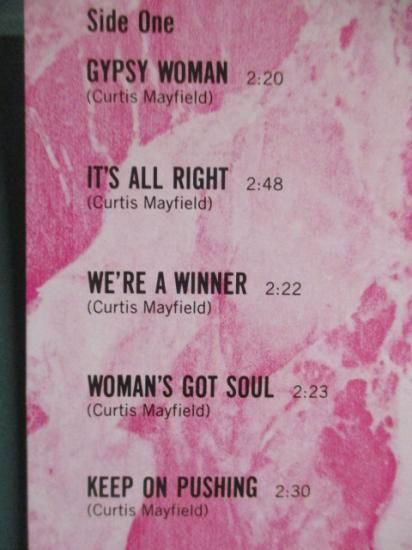 Side One
GYPSY WOMAN 2:20
(Curtis Mayfield)
IT'S ALL RIGHT 2:48
(Curtis Mayfield)
WE'RE A WINNER 2:22
(Curtis Mayfield)
WOMAN'S GOT SOUL 2:23
(Curtis Mayfield)
KEEP ON PUSHING 2:30
(Curtis Mayfield)